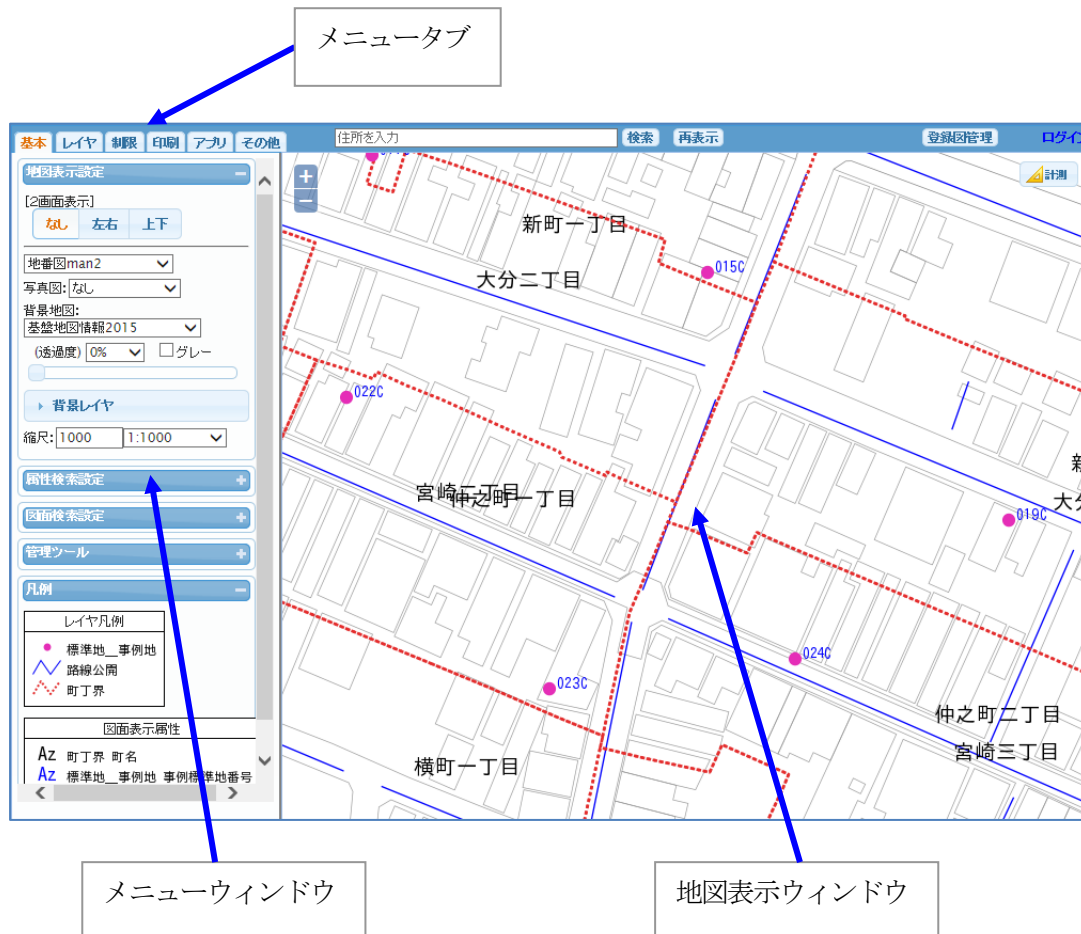 メニュータブ
基本 レイヤ 制限 印刷 アプリ その他 住所を入力 検索 再表示 登録図管理
地図表示設定
[2画面表示]
なし 左右 上下
地番図man2
写真図: なし
背景地図:
基盤地図情報2015
(透過度) 0% グレー
背景レイヤ
縮尺: 1000 1:1000
属性検索設定
図面検索設定
管理ツール
凡例
レイヤ凡例
標準地__事例地
路線公開
町丁界
図面表示属性
Az 町丁界 町名
Az 標準地__事例地 事例標準地番号
計測
新町一丁目
015C
大分二丁目
022C
宮崎二丁目
仲之町一丁目
019C
024C
023C
仲之町二丁目
宮崎三丁目
横町一丁目
メニューウィンドウ
地図表示ウィンドウ